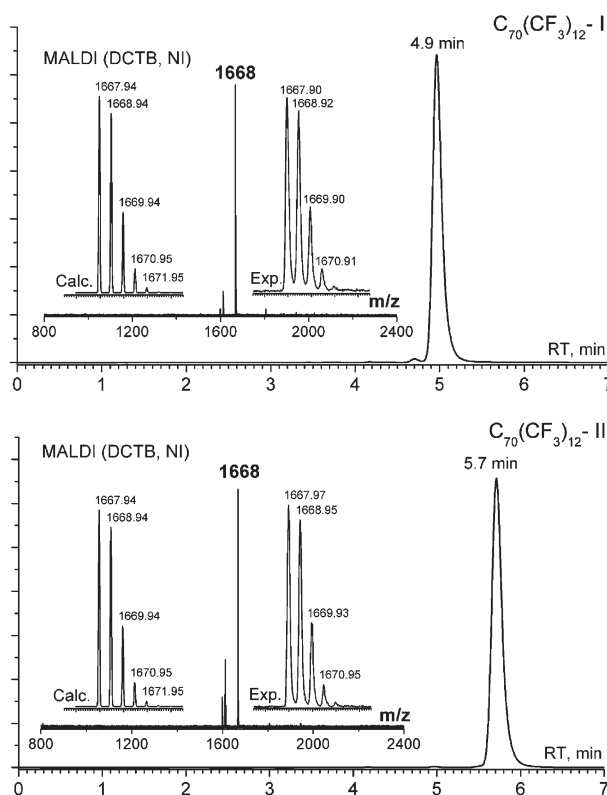 C₇₀(CF₃)₁₂- I
4.9 min
MALDI (DCTB, NI)
1668
1667.94
1668.94
1669.94
1670.95
1671.95
Calc.
1667.90
1668.92
1669.90
1670.91
Exp.
m/z
800 1200 1600 2000 2400
RT, min
0 1 2 3 4 5 6 7
C₇₀(CF₃)₁₂- II
5.7 min
MALDI (DCTB, NI)
1668
1667.94
1668.94
1669.94
1670.95
1671.95
Calc.
1667.97
1668.95
1669.93
1670.95
Exp.
m/z
800 1200 1600 2000 2400
RT, min
0 1 2 3 4 5 6 7